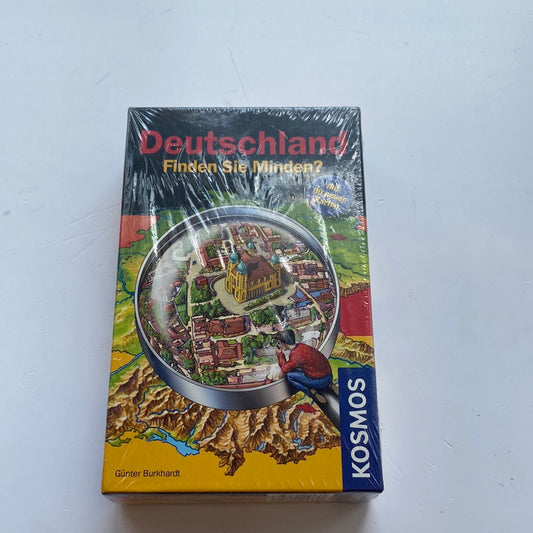 Deutschland
Finden Sie Minden?
KOSMOS
Günter Burkhardt